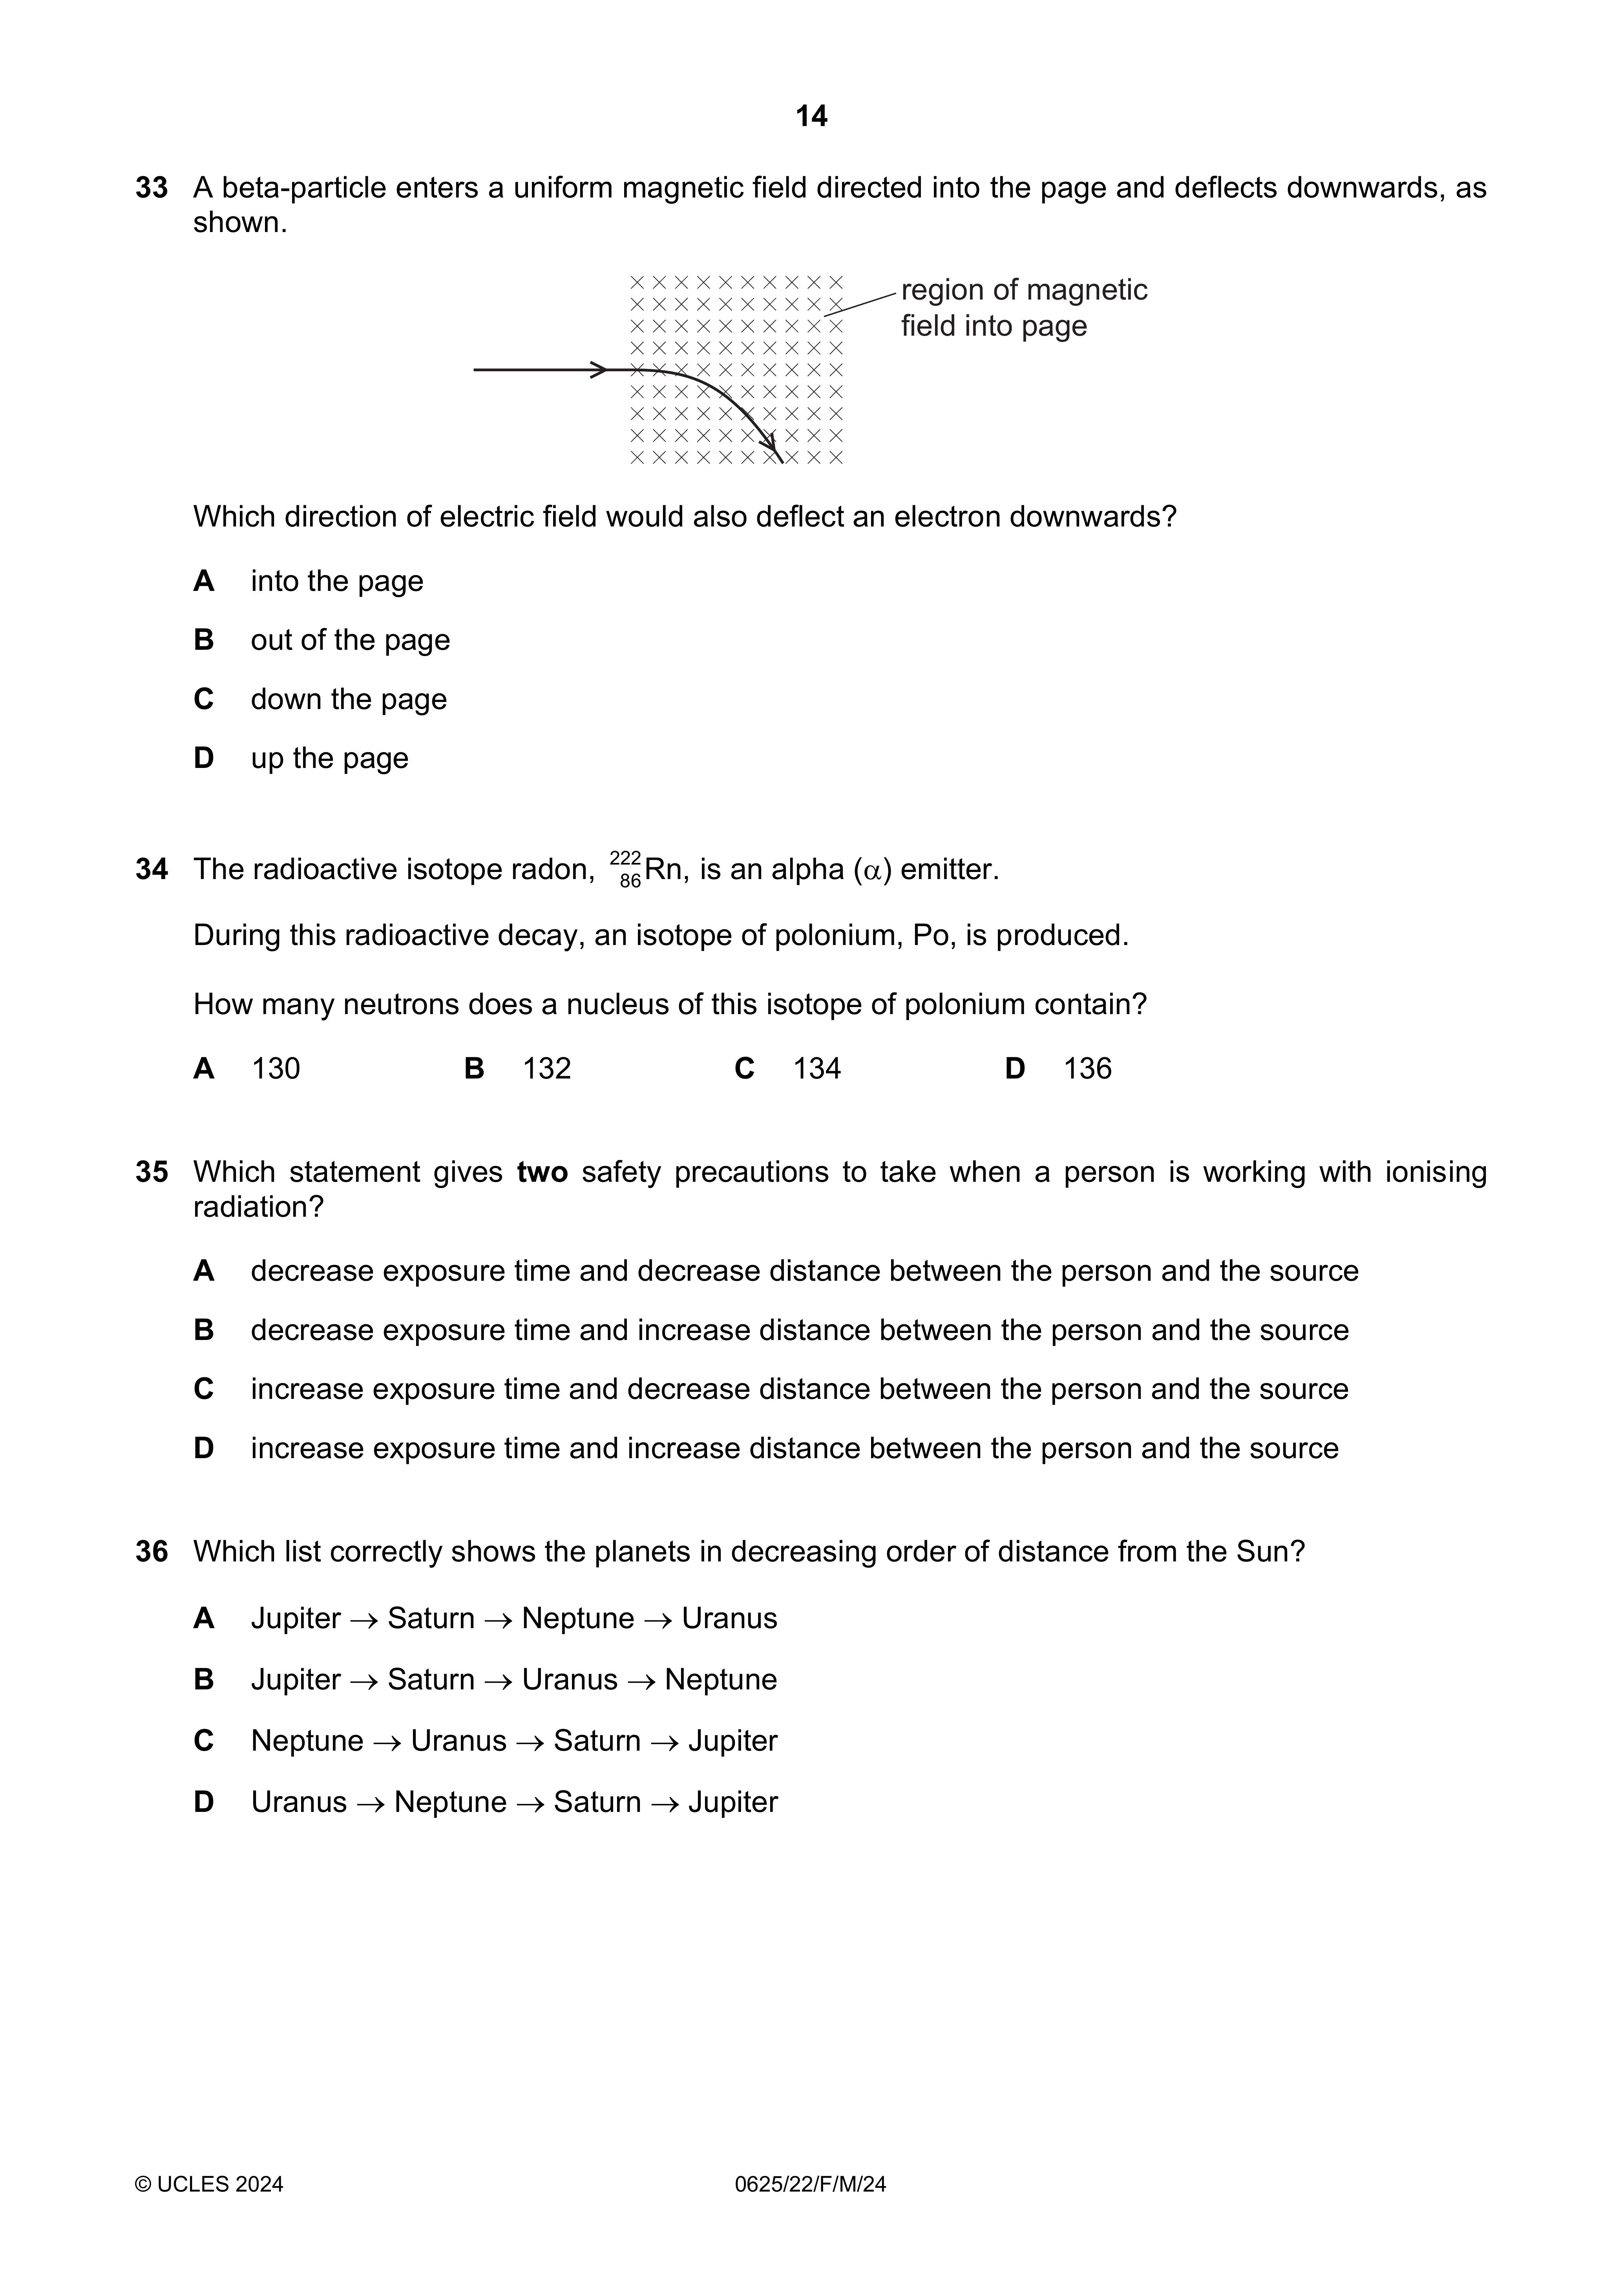 14
33 A beta-particle enters a uniform magnetic field directed into the page and deflects downwards, as
shown.
region of magnetic
field into page
Which direction of electric field would also deflect an electron downwards?
A into the page
B out of the page
C down the page
D up the page
34 The radioactive isotope radon, ²²²₈₆Rn, is an alpha (α) emitter.
During this radioactive decay, an isotope of polonium, Po, is produced.
How many neutrons does a nucleus of this isotope of polonium contain?
A 130 B 132 C 134 D 136
35 Which statement gives two safety precautions to take when a person is working with ionising
radiation?
A decrease exposure time and decrease distance between the person and the source
B decrease exposure time and increase distance between the person and the source
C increase exposure time and decrease distance between the person and the source
D increase exposure time and increase distance between the person and the source
36 Which list correctly shows the planets in decreasing order of distance from the Sun?
A Jupiter → Saturn → Neptune → Uranus
B Jupiter → Saturn → Uranus → Neptune
C Neptune → Uranus → Saturn → Jupiter
D Uranus → Neptune → Saturn → Jupiter
© UCLES 2024 0625/22/F/M/24